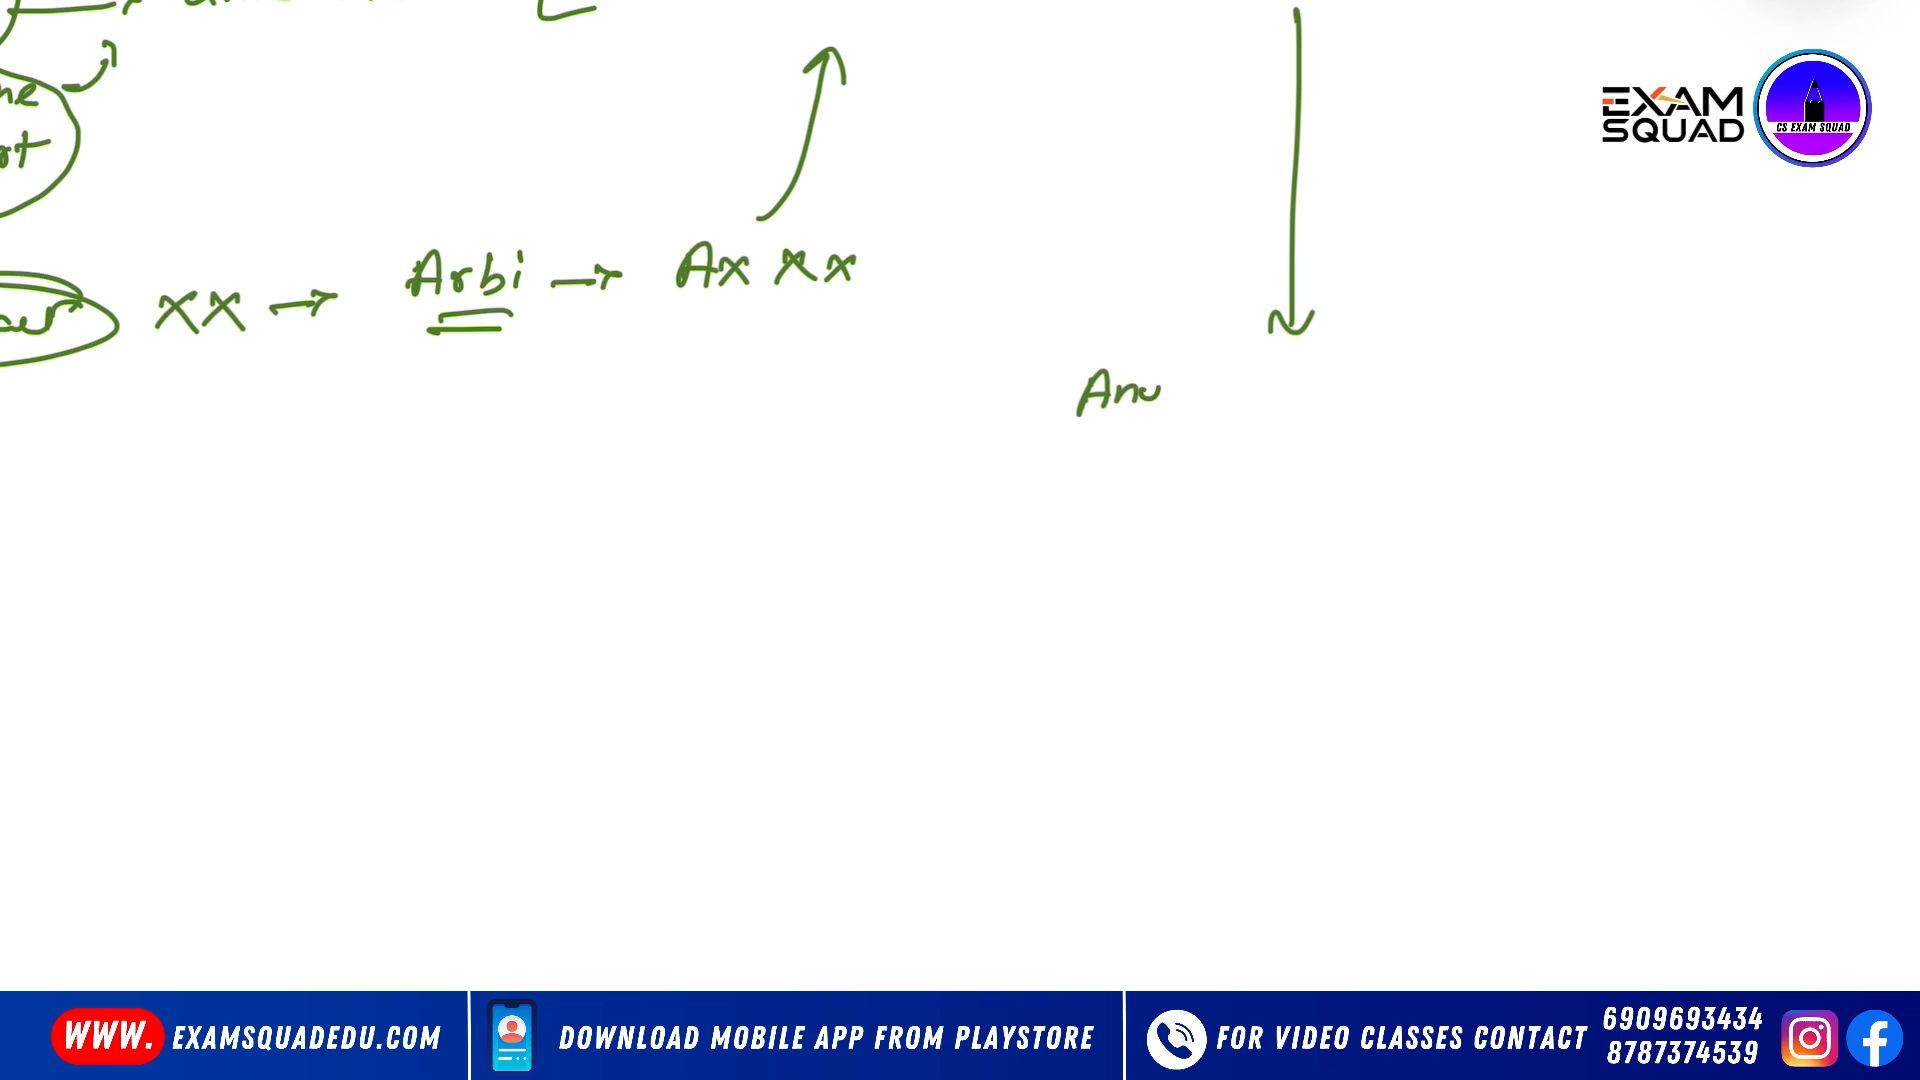 EXAM
SQUAD
CS EXAM SQUAD
XX → Arbi → Ax xx
WWW. EXAMSQUADEDU.COM
DOWNLOAD MOBILE APP FROM PLAYSTORE
FOR VIDEO CLASSES CONTACT
6909693434
8787374539